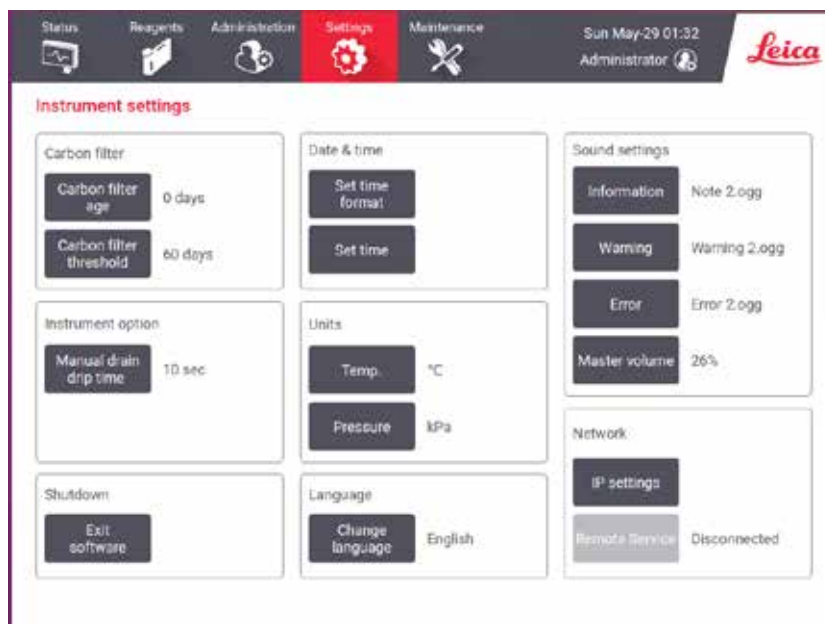 Status
Reagents
Administration
Settings
Maintenance
Sun May-29 01:32
Administrator
Leica
Instrument settings
Carbon filter
Carbon filter
age
0 days
Carbon filter
threshold
60 days
Date & time
Set time
format
Set time
Sound settings
Information
Note 2.ogg
Warning
Warning 2.ogg
Error
Error 2.ogg
Master volume
26%
Instrument option
Manual drain
drip time
10 sec
Units
Temp.
°C
Pressure
kPa
Network
IP settings
Remote Service
Disconnected
Shutdown
Exit
software
Language
Change
language
English